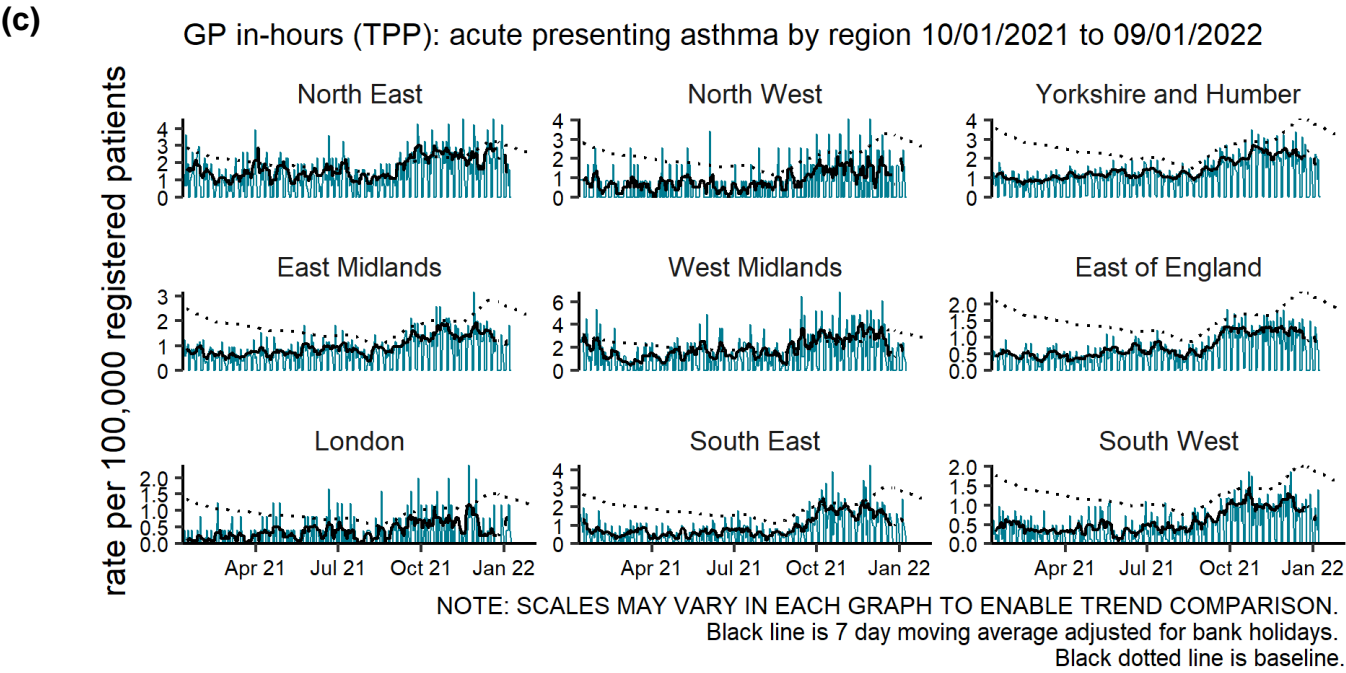 (c)
GP in-hours (TPP): acute presenting asthma by region 10/01/2021 to 09/01/2022
rate per 100,000 registered patients
North East
4
3
2
1
0
North West
4
3
2
1
0
Yorkshire and Humber
4
3
2
1
0
East Midlands
3
2
1
0
West Midlands
6
4
2
0
East of England
2.0
1.5
1.0
0.5
0.0
London
2.0
1.5
1.0
0.5
0.0
South East
4
3
2
1
0
South West
2.0
1.5
1.0
0.5
0.0
Apr 21 Jul 21 Oct 21 Jan 22
Apr 21 Jul 21 Oct 21 Jan 22
Apr 21 Jul 21 Oct 21 Jan 22
NOTE: SCALES MAY VARY IN EACH GRAPH TO ENABLE TREND COMPARISON.
Black line is 7 day moving average adjusted for bank holidays.
Black dotted line is baseline.